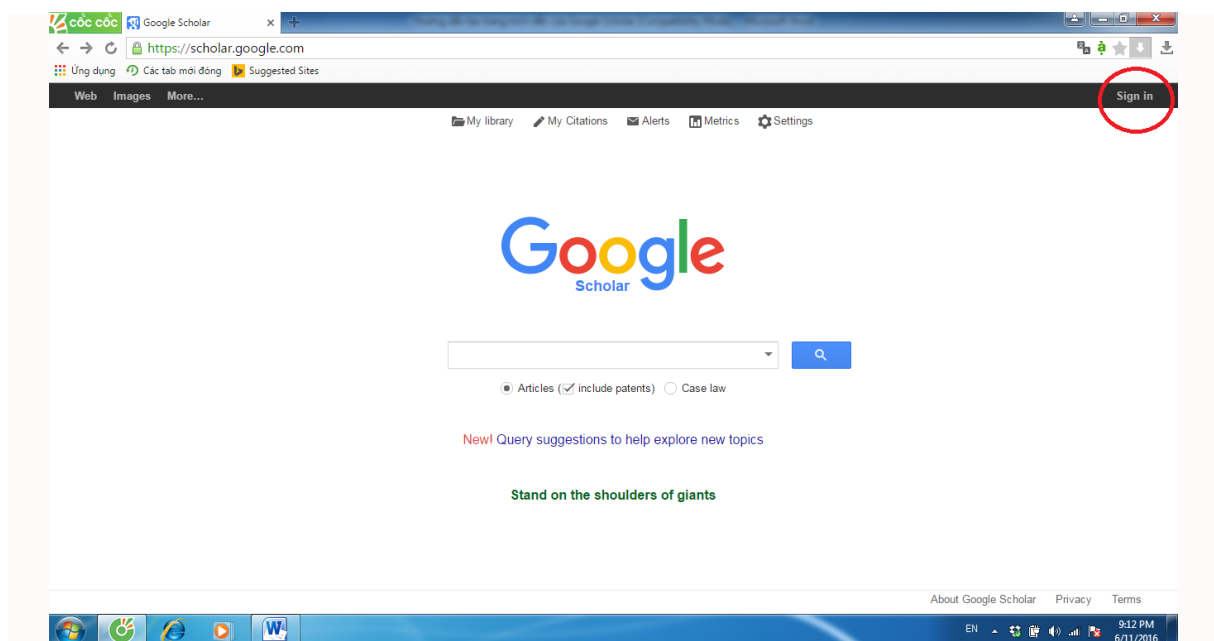 cốc cốc Google Scholar
https://scholar.google.com
Ứng dụng Các tab mới đóng Suggested Sites
Web Images More... Sign in
My library My Citations Alerts Metrics Settings
Google
Scholar
Articles ( include patents) Case law
New! Query suggestions to help explore new topics
Stand on the shoulders of giants
About Google Scholar Privacy Terms
EN 9:12 PM
6/11/2016